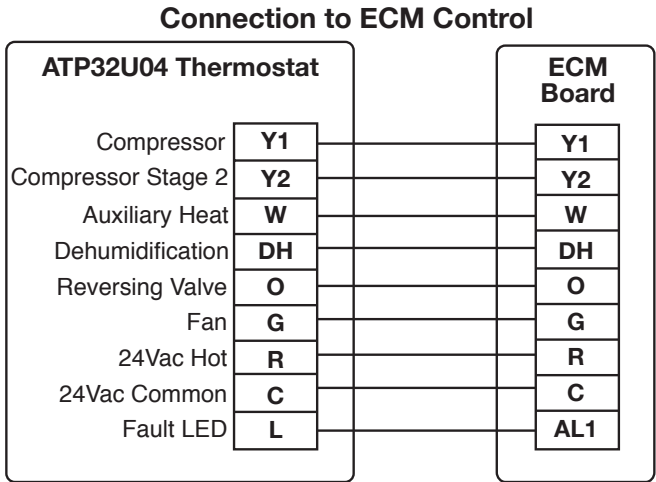 Connection to ECM Control
ATP32U04 Thermostat
ECM
Board
Compressor Y1 Y1
Compressor Stage 2 Y2 Y2
Auxiliary Heat W W
Dehumidification DH DH
Reversing Valve O O
Fan G G
24Vac Hot R R
24Vac Common C C
Fault LED L AL1